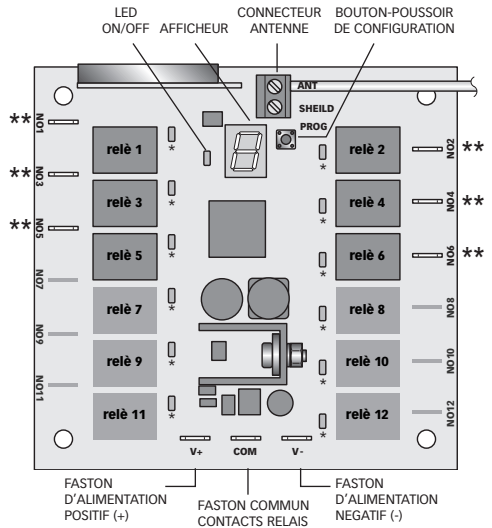 LED
ON/OFF
AFFICHEUR
CONNECTEUR
ANTENNE
BOUTON-POUSSOIR
DE CONFIGURATION
ANT
SHEILD
PROG
** NO1
relè 1
*
relè 2
*
NO2 **
** NO3
relè 3
*
relè 4
*
NO4 **
** NO5
relè 5
*
relè 6
*
NO6 **
NO7
relè 7
*
relè 8
*
NO8
NO9
relè 9
*
relè 10
*
NO10
NO11
relè 11
*
relè 12
*
NO12
V+
COM
V-
FASTON
D'ALIMENTATION
POSITIF (+)
FASTON COMMUN
CONTACTS RELAIS
FASTON
D'ALIMENTATION
NEGATIF (-)